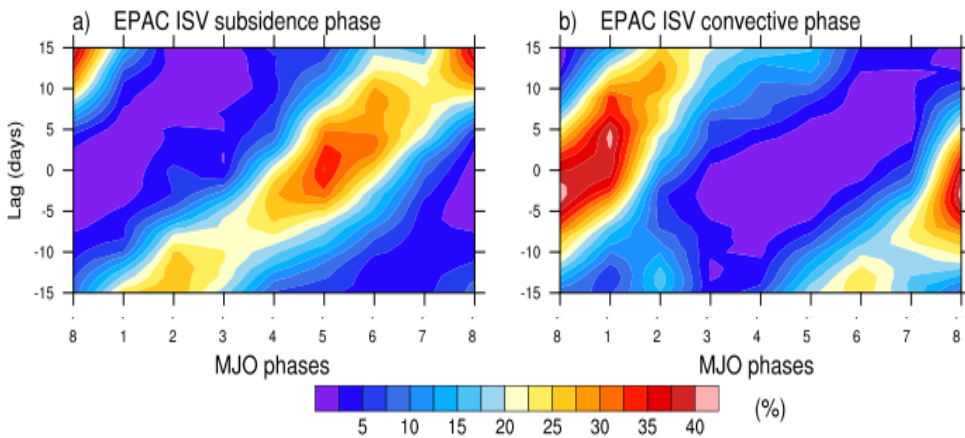 a) EPAC ISV subsidence phase
b) EPAC ISV convective phase
Lag (days)
15
10
5
0
-5
-10
-15
8 1 2 3 4 5 6 7 8
MJO phases
15
10
5
0
-5
-10
-15
8 1 2 3 4 5 6 7 8
MJO phases
5 10 15 20 25 30 35 40 (%)